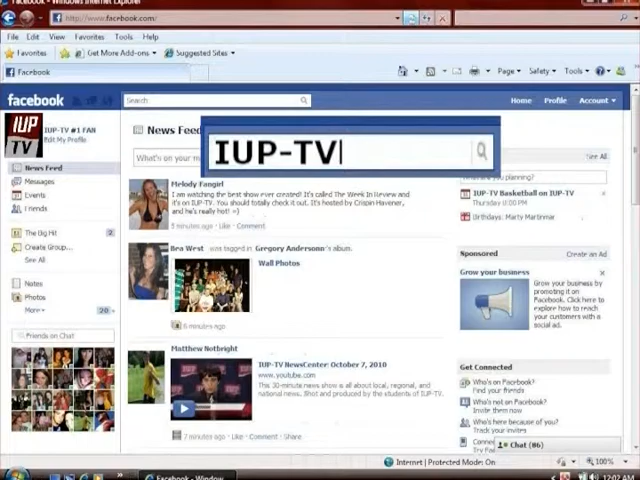 Internet Explorer
http://www.facebook.com/
File Edit View Favorites Tools Help
Favorites Get More Add-ons Suggested Sites
Facebook
Page Safety Tools
facebook Search Home Profile Account
IUP TV
IUP-TV #1 FAN
Edit My Profile
News Feed
Messages
Events
Friends
The Big Hit 2
Create Group...
See All
Notes
Photos
More 20
Friends on Chat
News Feed
IUP-TV
What's on your
Melody Fangirl
I am watching the best show ever created! It's called The Week In Review and
it's on IUP-TV. You should totally check it out. It's hosted by Crispin Havener,
and he's really hot! =)
5 minutes ago · Like · Comment
Bea West was tagged in Gregory Anderson's album.
Wall Photos
6 minutes ago
Matthew Notbright
IUP-TV NewsCenter: October 7, 2010
www.youtube.com
This 30-minute news show is all about local, regional, and
national news. Shot and produced by the students of IUP-TV.
7 minutes ago · Like · Comment · Share
See All
you planning?
IUP-TV Basketball on IUP-TV
Thursday
Birthdays: Marty
Sponsored Create an Ad
Grow your business
Grow your business by
promoting it on
Facebook. Click here to
explore how to reach
your customers with a
social ad.
Get Connected
Who's on Facebook?
Find your friends
Who's not on Facebook?
Invite them now
Who's here because of you?
Track your invites
Chat (86)
Internet | Protected Mode: On 100%
Facebook - Window
12:02 AM